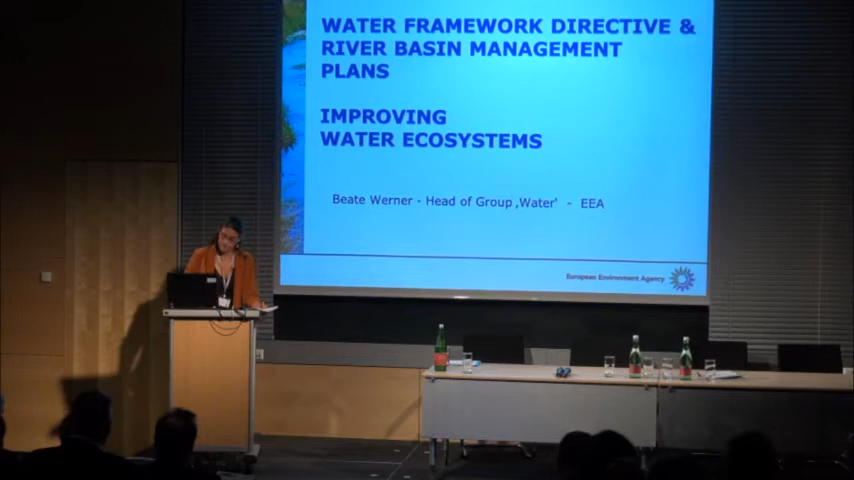 WATER FRAMEWORK DIRECTIVE &
RIVER BASIN MANAGEMENT
PLANS
IMPROVING
WATER ECOSYSTEMS
Beate Werner - Head of Group ‚Water' - EEA
European Environment Agency